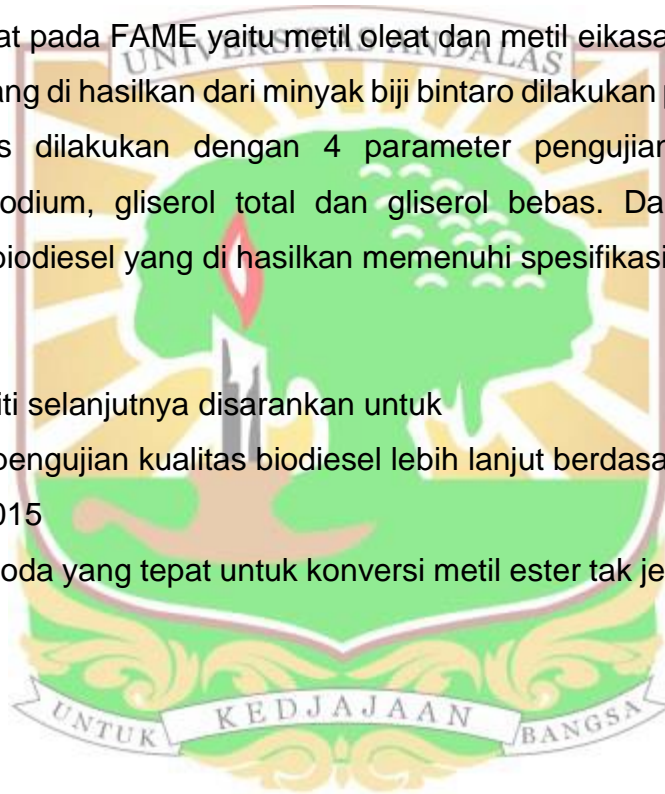 at pada FAME yaitu metil oleat dan metil eikasa
UNIVERSITAS ANDALAS
ang di hasilkan dari minyak biji bintaro dilakukan
s dilakukan dengan 4 parameter pengujian
odium, gliserol total dan gliserol bebas. Da
biodiesel yang di hasilkan memenuhi spesifikasi
iti selanjutnya disarankan untuk
pengujian kualitas biodiesel lebih lanjut berdasa
015
oda yang tepat untuk konversi metil ester tak je
UNTUK KEDJAJAAN BANGSA